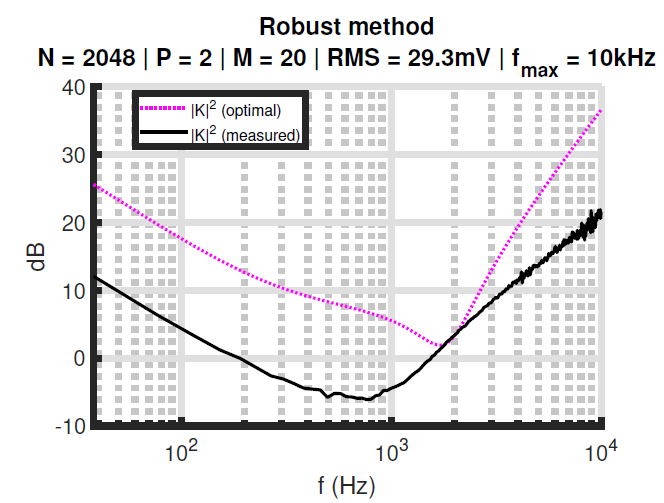 Robust method
N = 2048 | P = 2 | M = 20 | RMS = 29.3mV | f_max = 10kHz
|K|² (optimal)
|K|² (measured)
40
30
20
10
0
-10
dB
10² 10³ 10⁴
f (Hz)